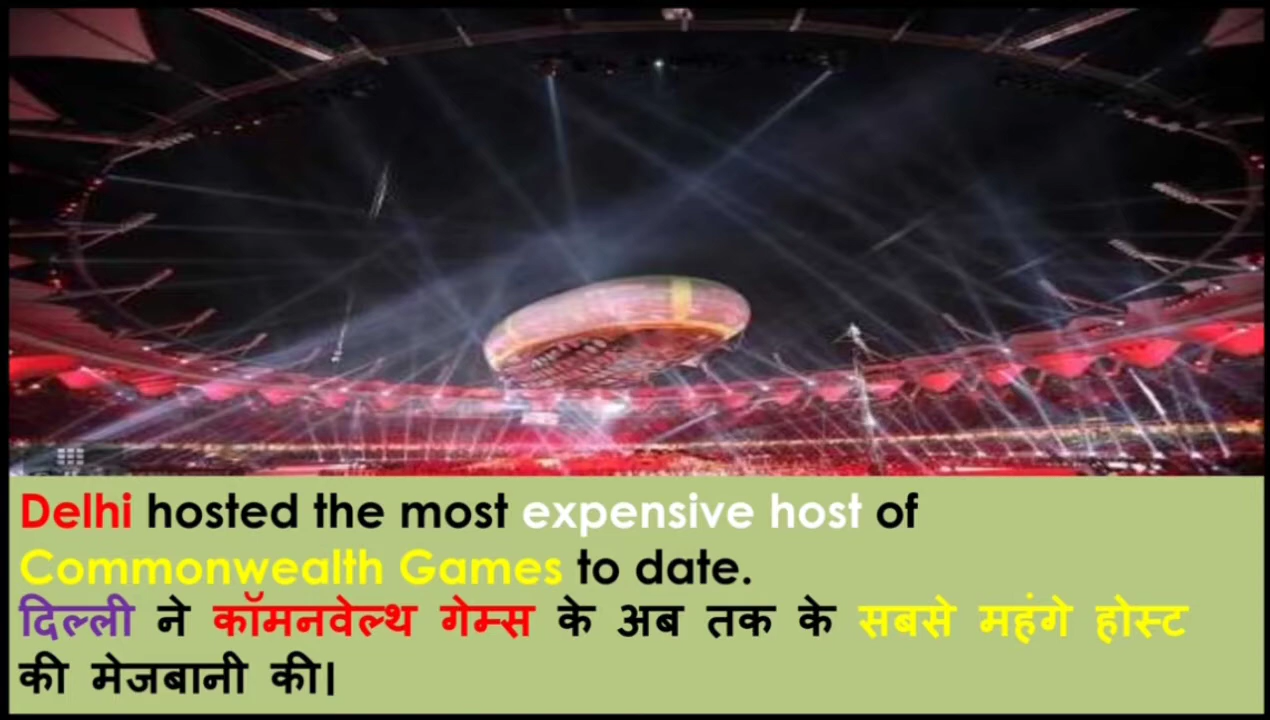 Delhi hosted the most expensive host of
Commonwealth Games to date.
दिल्ली ने कॉमनवेल्थ गेम्स के अब तक के सबसे महंगे होस्ट
की मेजबानी की।